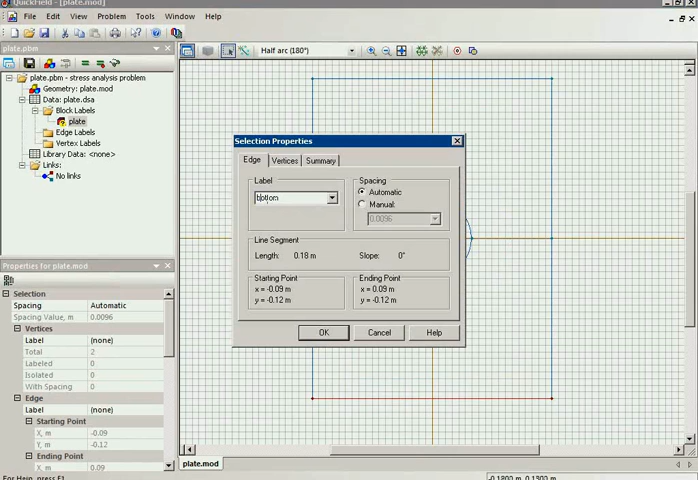 QuickField - [plate.mod]
File Edit View Problem Tools Window Help
plate.pbm
Half arc (180°)
plate.pbm - stress analysis problem
Geometry: plate.mod
Data: plate.dsa
Block Labels
plate
Edge Labels
Vertex Labels
Library Data: <none>
Links:
No links
Properties for plate.mod
Selection
Spacing Automatic
Spacing Value, m 0.0096
Vertices
Label (none)
Total 2
Labeled 0
Isolated 0
With Spacing 0
Edge
Label (none)
Starting Point
X, m -0.09
Y, m -0.12
Ending Point
X, m 0.09
Selection Properties
Edge Vertices Summary
Label
bottom
Spacing
Automatic
Manual:
0.0096
Line Segment
Length: 0.18 m Slope: 0°
Starting Point
x = -0.09 m
y = -0.12 m
Ending Point
x = 0.09 m
y = -0.12 m
OK Cancel Help
plate.mod
For Help, press F1
-0.1800 m, 0.1300 m